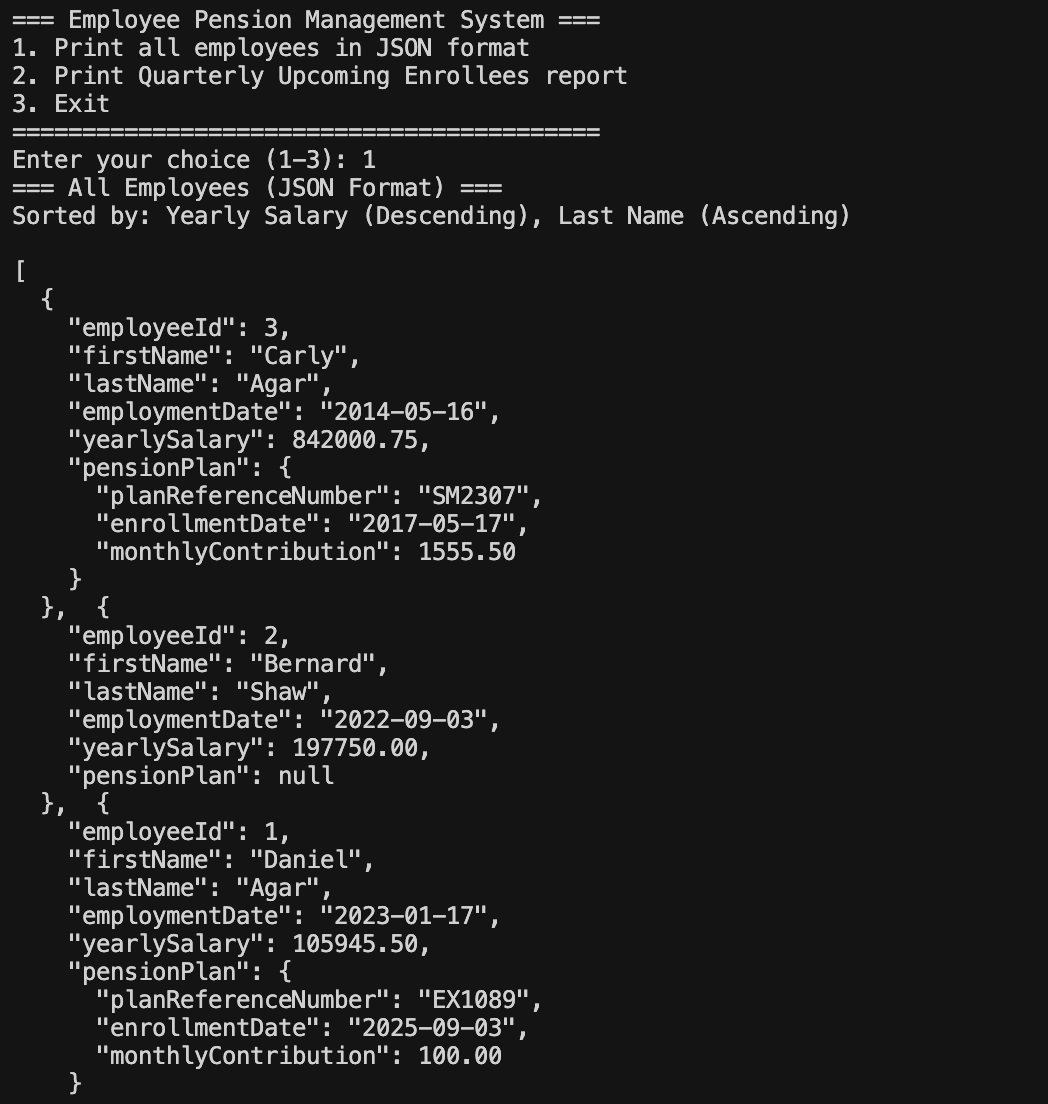 === Employee Pension Management System ===
1. Print all employees in JSON format
2. Print Quarterly Upcoming Enrollees report
3. Exit
==========================================
Enter your choice (1-3): 1
=== All Employees (JSON Format) ===
Sorted by: Yearly Salary (Descending), Last Name (Ascending)

[
  {
    "employeeId": 3,
    "firstName": "Carly",
    "lastName": "Agar",
    "employmentDate": "2014-05-16",
    "yearlySalary": 842000.75,
    "pensionPlan": {
      "planReferenceNumber": "SM2307",
      "enrollmentDate": "2017-05-17",
      "monthlyContribution": 1555.50
    }
  },  {
    "employeeId": 2,
    "firstName": "Bernard",
    "lastName": "Shaw",
    "employmentDate": "2022-09-03",
    "yearlySalary": 197750.00,
    "pensionPlan": null
  },  {
    "employeeId": 1,
    "firstName": "Daniel",
    "lastName": "Agar",
    "employmentDate": "2023-01-17",
    "yearlySalary": 105945.50,
    "pensionPlan": {
      "planReferenceNumber": "EX1089",
      "enrollmentDate": "2025-09-03",
      "monthlyContribution": 100.00
    }